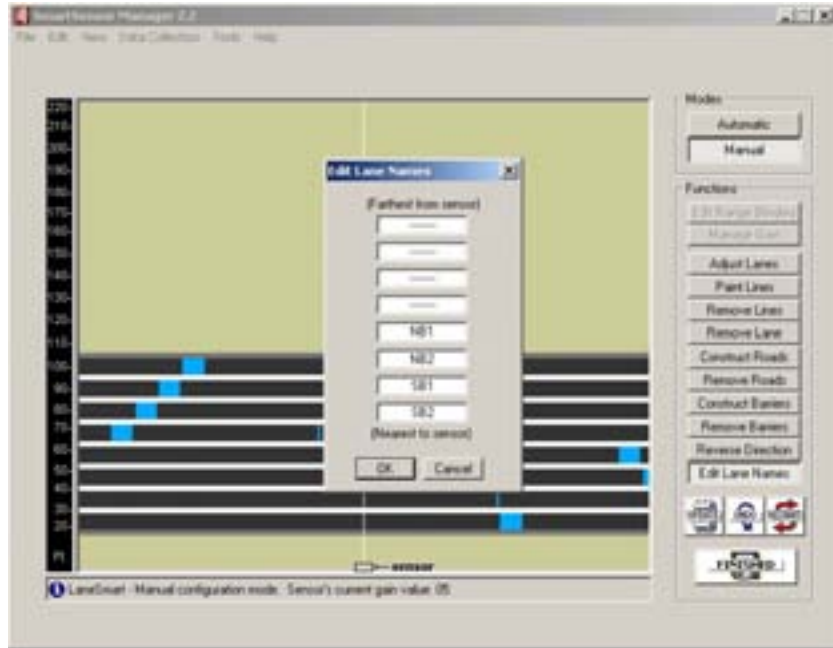 SmartSensor Manager 2.2
File Edit View Data Collection Tools Help
220
210
200
190
180
170
160
150
140
130
120
110
100
90
80
70
60
50
40
30
20
Ft
Edit Lane Names
(Farthest from sensor)
------
------
------
------
NB1
NB2
SB1
SB2
(Nearest to sensor)
OK Cancel
sensor
LaneSmart - Manual configuration mode. Sensor's current gain value: 05
Modes
Automatic
Manual
Functions
Manage Gain
Adjust Lanes
Paint Lines
Remove Lines
Remove Lane
Construct Roads
Remove Roads
Construct Barriers
Remove Barriers
Reverse Direction
Edit Lane Names
FINISHED